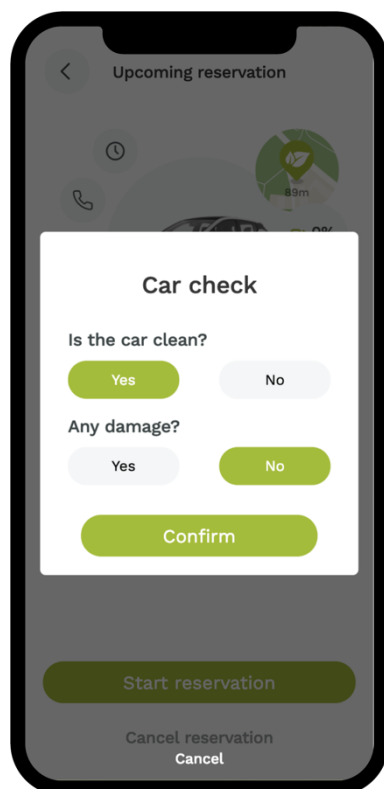 Upcoming reservation
89m
0%
Car check
Is the car clean?
Yes No
Any damage?
Yes No
Confirm
Start reservation
Cancel reservation
Cancel